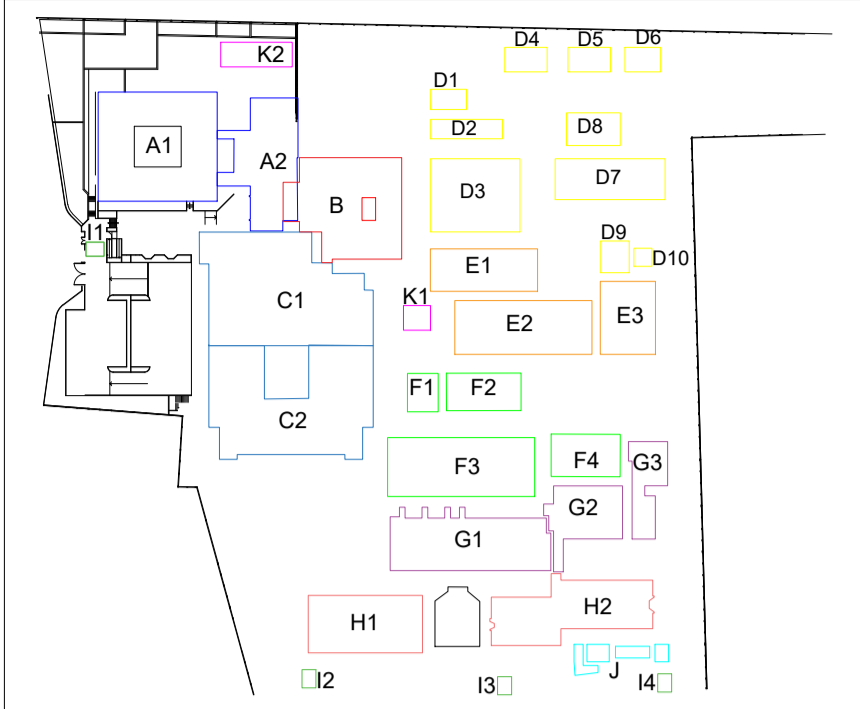 D4 D5 D6
K2
D1
D2 D8
A1 A2
D3 D7
B
I1 D9
D10
E1
C1 K1
E2 E3
F1 F2
C2
F3 F4 G3
G2
G1
H1 H2
J
I2 I3 I4